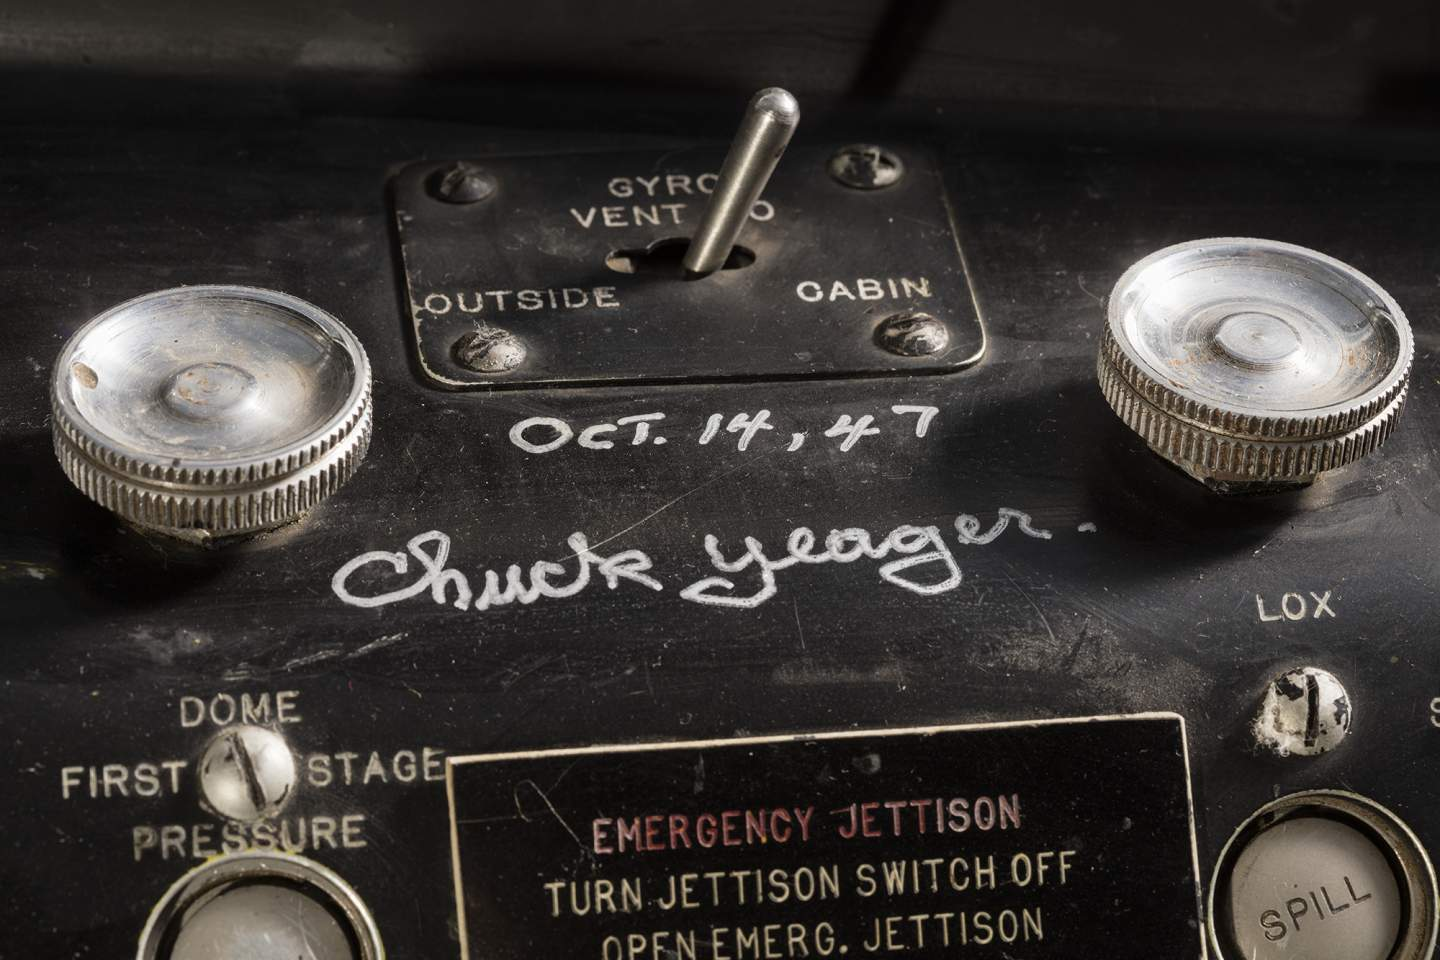 GYRO
VENT TO
OUTSIDE
CABIN
OCT. 14, 47
Chuck Yeager.
LOX
DOME
FIRST STAGE
PRESSURE
EMERGENCY JETTISON
TURN JETTISON SWITCH OFF
OPEN EMERG. JETTISON
SPILL